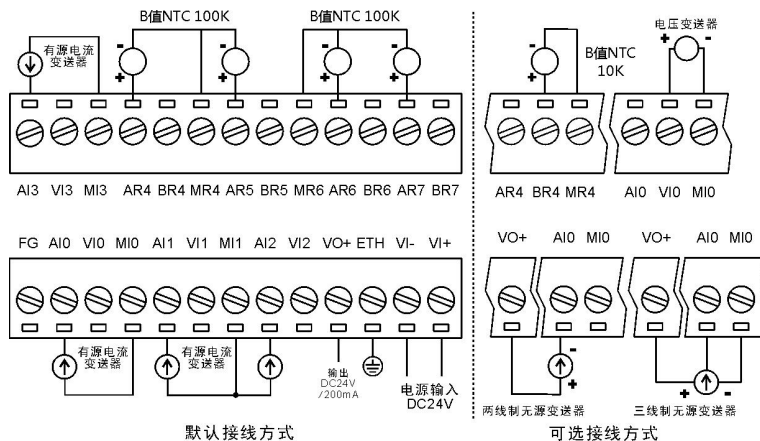 B值NTC 100K
B值NTC 100K
电压变送器
有源电流
变送器
B值NTC
10K
- + - + - + - +
- +
+ -
AI3 VI3 MI3 AR4 BR4 MR4 AR5 BR5 MR6 AR6 BR6 AR7 BR7
AR4 BR4 MR4 AI0 VI0 MI0
FG AI0 VI0 MI0 AI1 VI1 MI1 AI2 VI2 VO+ ETH VI- VI+
VO+ AI0 MI0 VO+ AI0 MI0
有源电流
变送器
有源电流
变送器
输出
DC24V
/200mA
电源输入
DC24V
- +
+ -
两线制无源变送器
三线制无源变送器
默认接线方式
可选接线方式